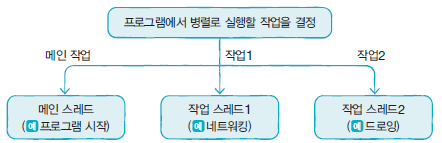 프로그램에서 병렬로 실행할 작업을 결정
메인 작업
작업1
작업2
메인 스레드
(예 프로그램 시작)
작업 스레드1
(예 네트워킹)
작업 스레드2
(예 드로잉)